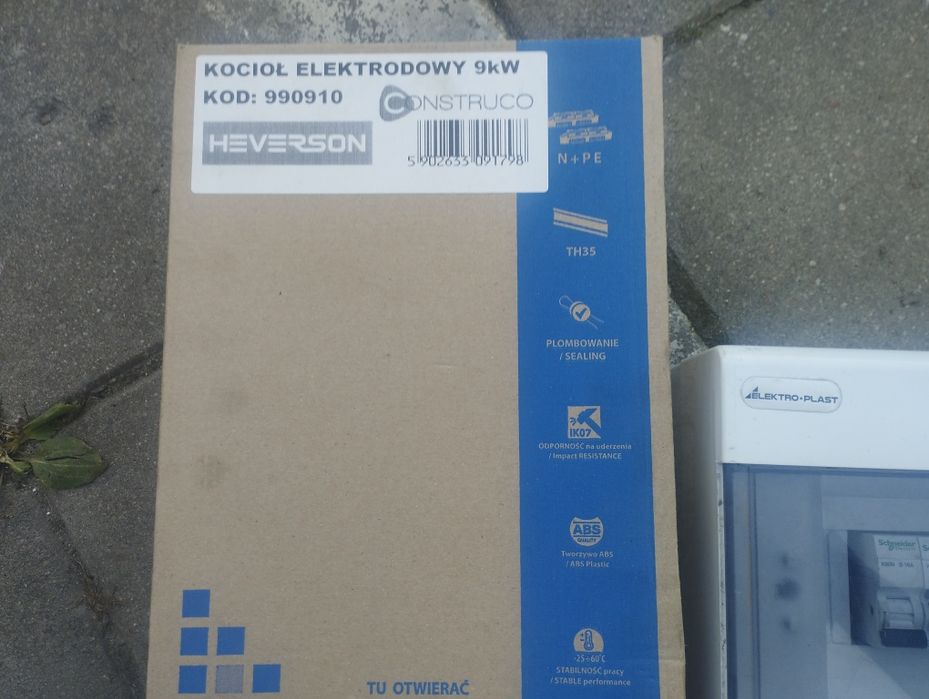 KOCIOŁ ELEKTRODOWY 9kW
KOD: 990910
CONSTRUCO
HEVERSON
5 902633 091798
N+PE
TH35
PLOMBOWANIE
/ SEALING
IK07
ODPORNOŚĆ na uderzenia
/ Impact RESISTANCE
ABS
QUALITY
Tworzywo ABS
/ ABS Plastic
-25÷60°C
STABILNOŚĆ pracy
/ STABLE performance
TU OTWIERAĆ
ELEKTRO-PLAST
Schneider